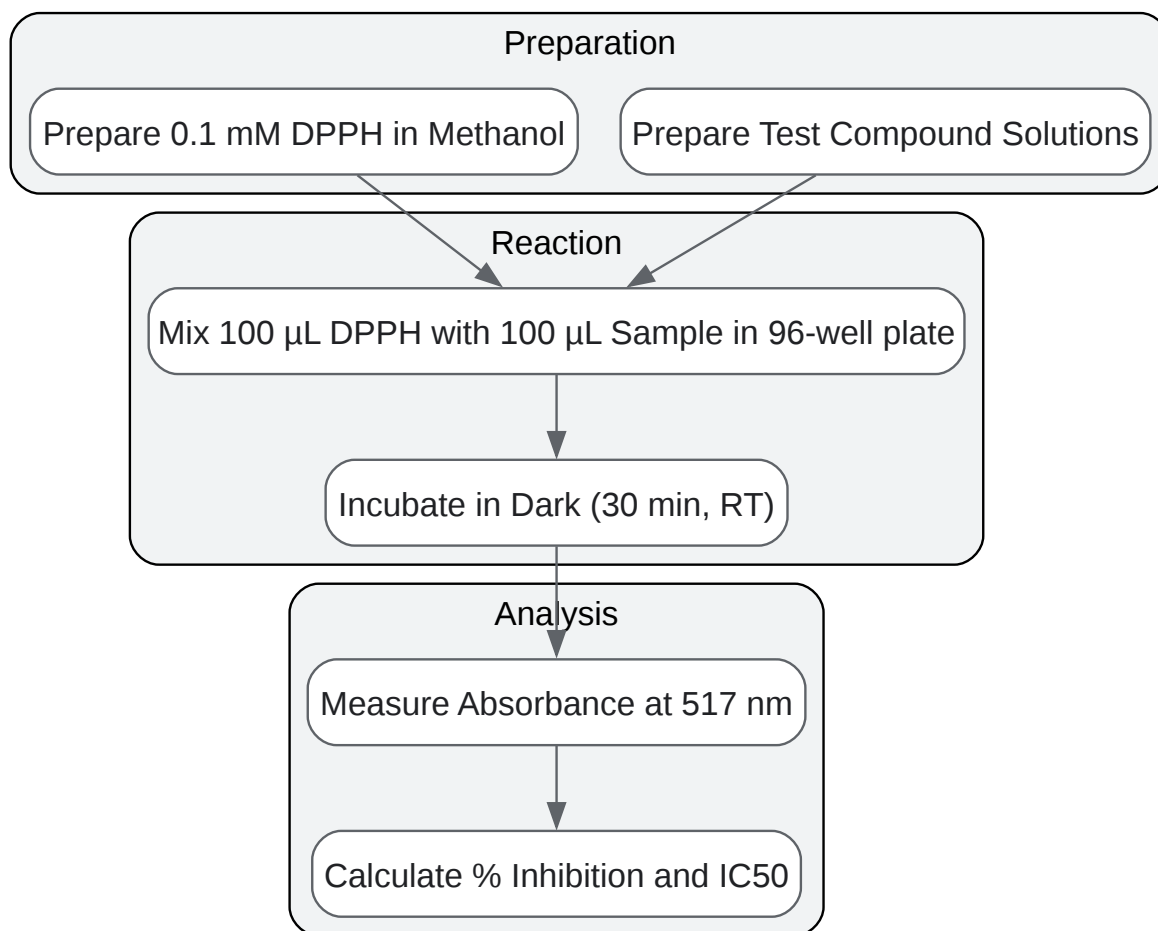 Preparation
Prepare 0.1 mM DPPH in Methanol
Prepare Test Compound Solutions
Reaction
Mix 100 µL DPPH with 100 µL Sample in 96-well plate
Incubate in Dark (30 min, RT)
Analysis
Measure Absorbance at 517 nm
Calculate % Inhibition and IC50